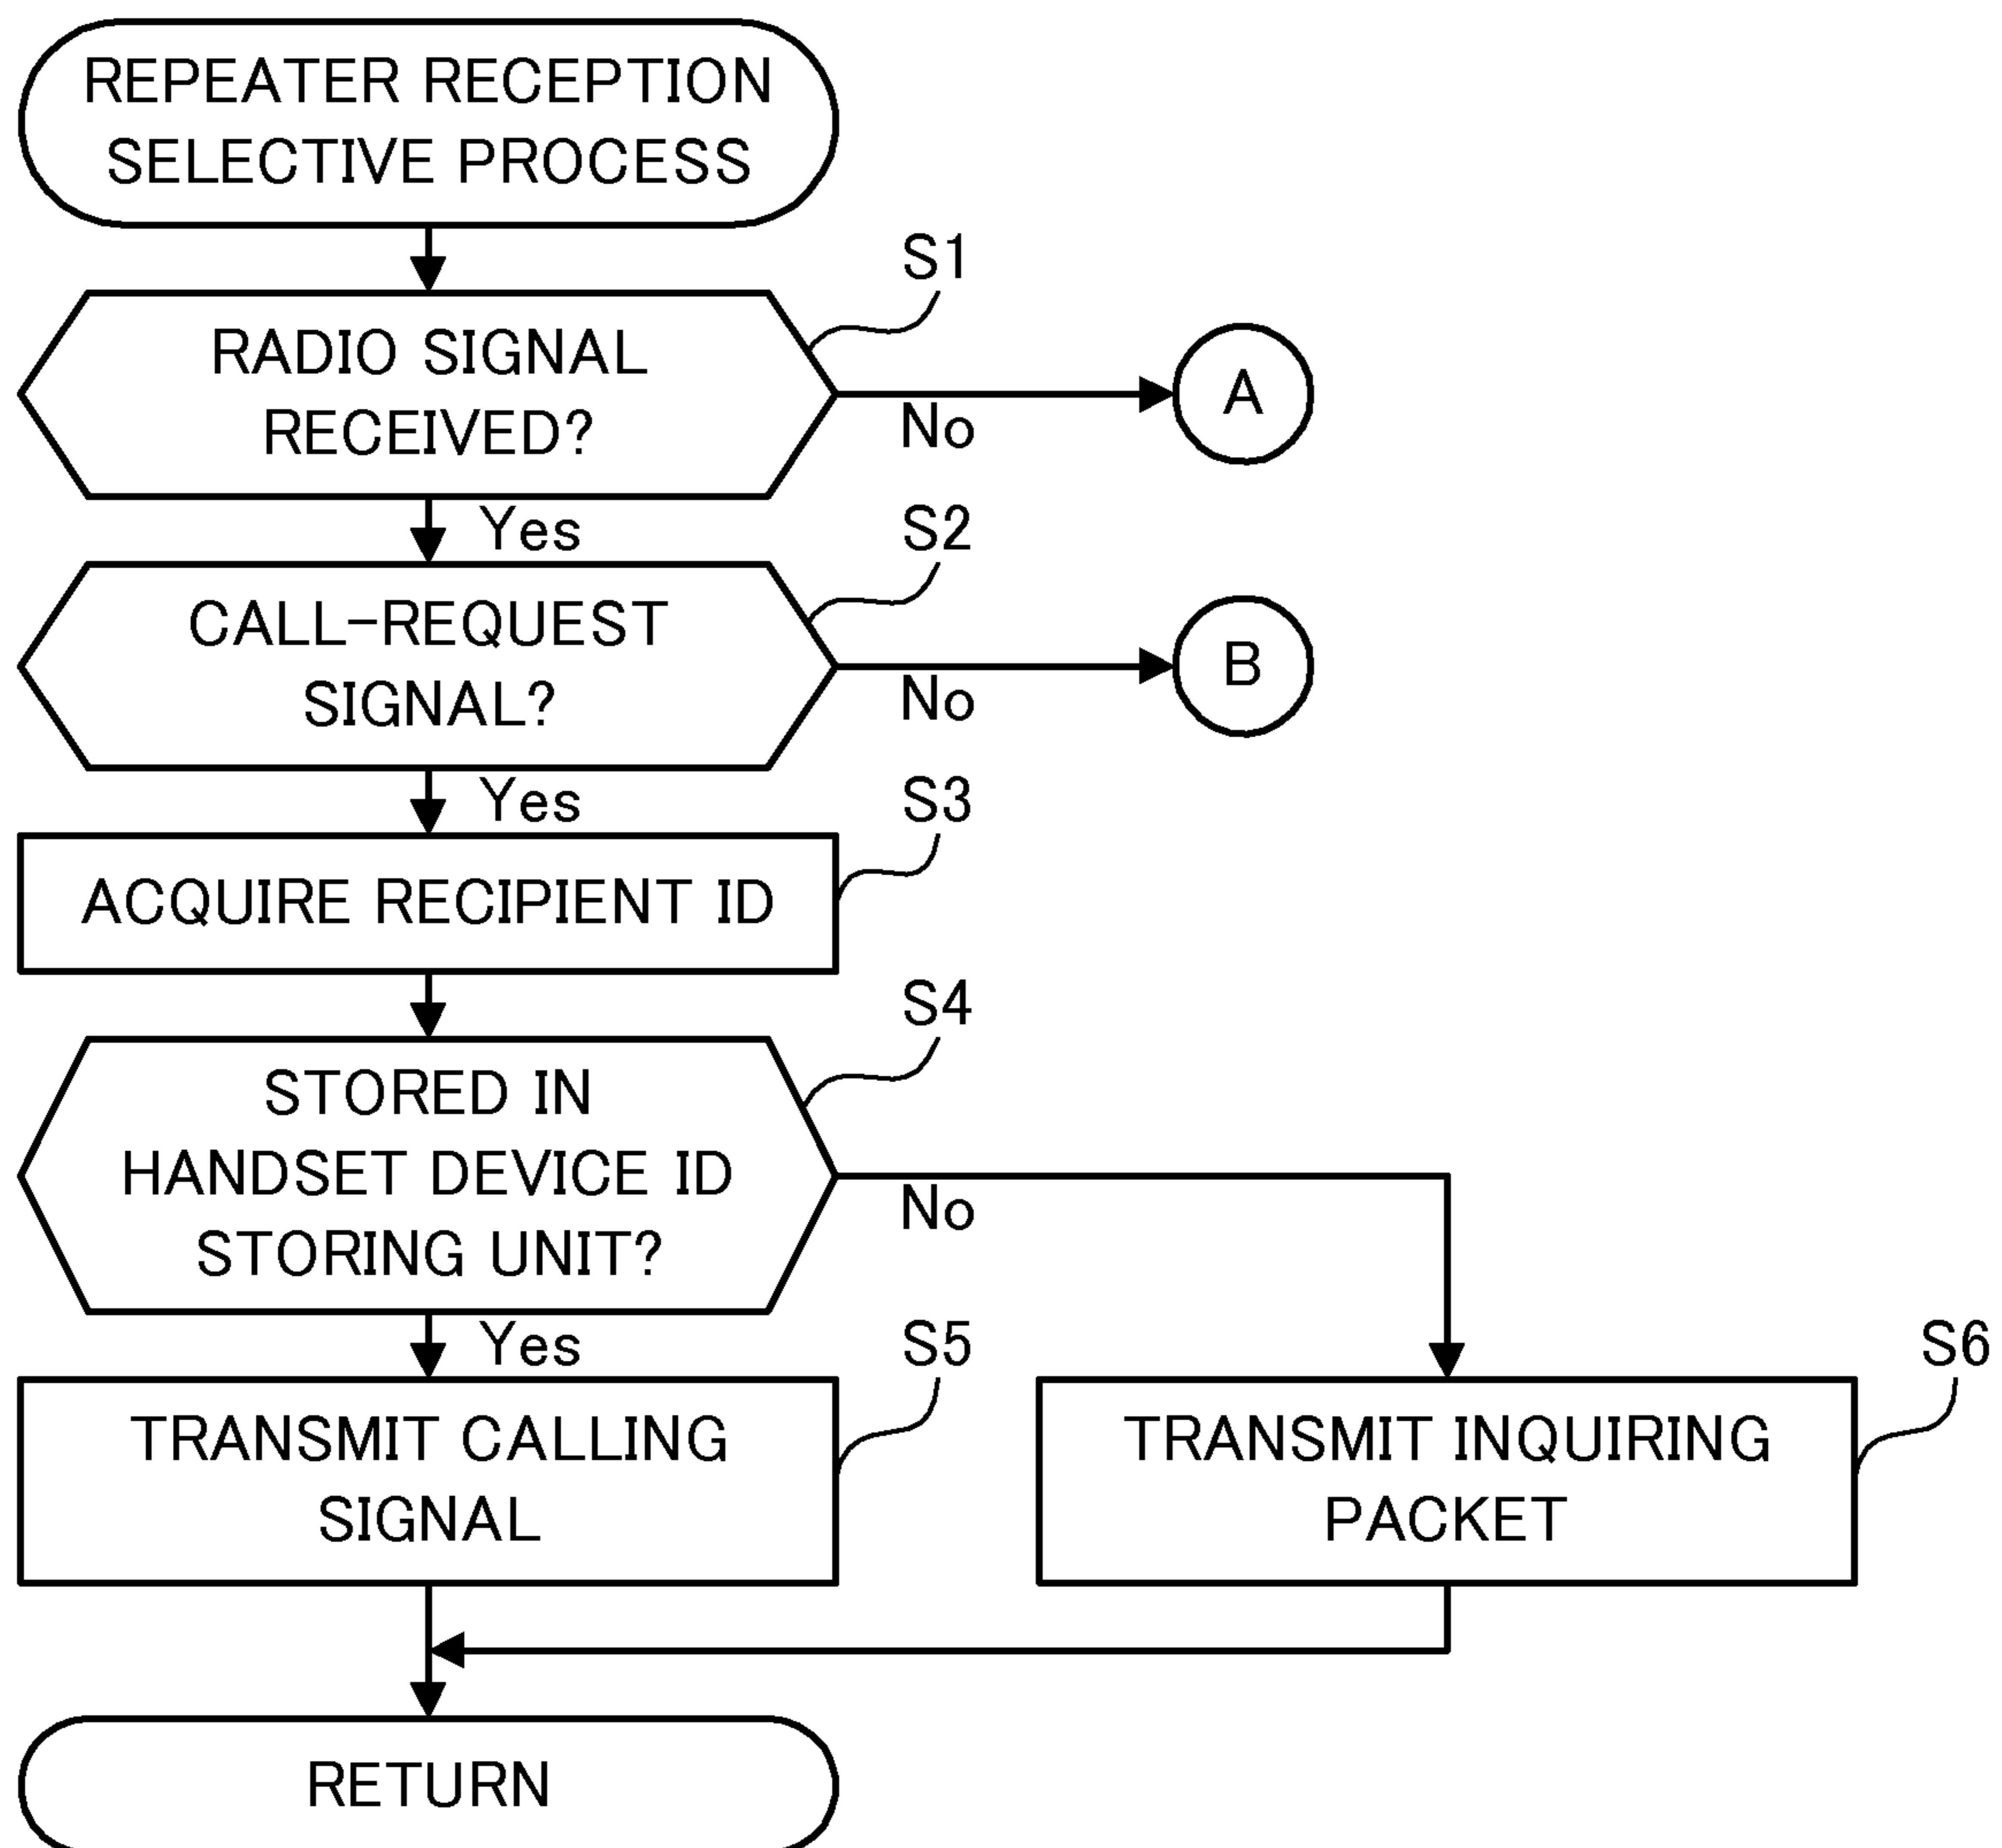 REPEATER RECEPTION
SELECTIVE PROCESS
S1
RADIO SIGNAL
RECEIVED?
No
A
Yes
S2
CALL-REQUEST
SIGNAL?
No
B
Yes
S3
ACQUIRE RECIPIENT ID
S4
STORED IN
HANDSET DEVICE ID
STORING UNIT?
No
Yes
S5
TRANSMIT CALLING
SIGNAL
S6
TRANSMIT INQUIRING
PACKET
RETURN